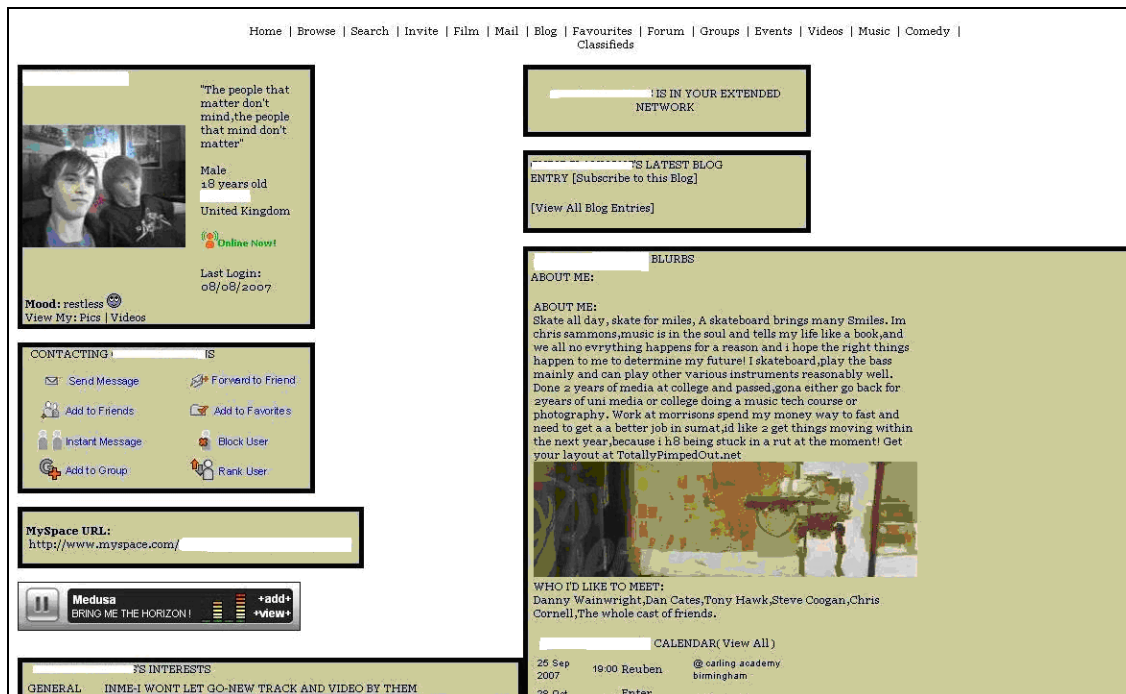 Home | Browse | Search | Invite | Film | Mail | Blog | Favourites | Forum | Groups | Events | Videos | Music | Comedy |
Classifieds
"The people that
matter don't
mind,the people
that mind don't
matter"
Male
18 years old
United Kingdom
Online Now!
Last Login:
08/08/2007
Mood: restless
View My: Pics | Videos
CONTACTING
Send Message
Forward to Friend
Add to Friends
Add to Favorites
Instant Message
Block User
Add to Group
Rank User
MySpace URL:
http://www.myspace.com/
Medusa
BRING ME THE HORIZON !
+add+
+view+
'S INTERESTS
GENERAL INME-I WONT LET GO-NEW TRACK AND VIDEO BY THEM
IS IN YOUR EXTENDED
NETWORK
'S LATEST BLOG
ENTRY [Subscribe to this Blog]
[View All Blog Entries]
BLURBS
ABOUT ME:
ABOUT ME:
Skate all day, skate for miles, A skateboard brings many Smiles. Im
chris sammons,music is in the soul and tells my life like a book,and
we all no evrything happens for a reason and i hope the right things
happen to me to determine my future! I skateboard,play the bass
mainly and can play other various instruments reasonably well.
Done 2 years of media at college and passed,gona either go back for
2years of uni media or college doing a music tech course or
photography. Work at morrisons spend my money way to fast and
need to get a a better job in sumat,id like 2 get things moving within
the next year,because i h8 being stuck in a rut at the moment! Get
your layout at TotallyPimpedOut.net
WHO I'D LIKE TO MEET:
Danny Wainwright,Dan Cates,Tony Hawk,Steve Coogan,Chris
Cornell,The whole cast of friends.
CALENDAR( View All )
25 Sep
2007
19:00 Reuben
@ carling academy
birmingham
Enter